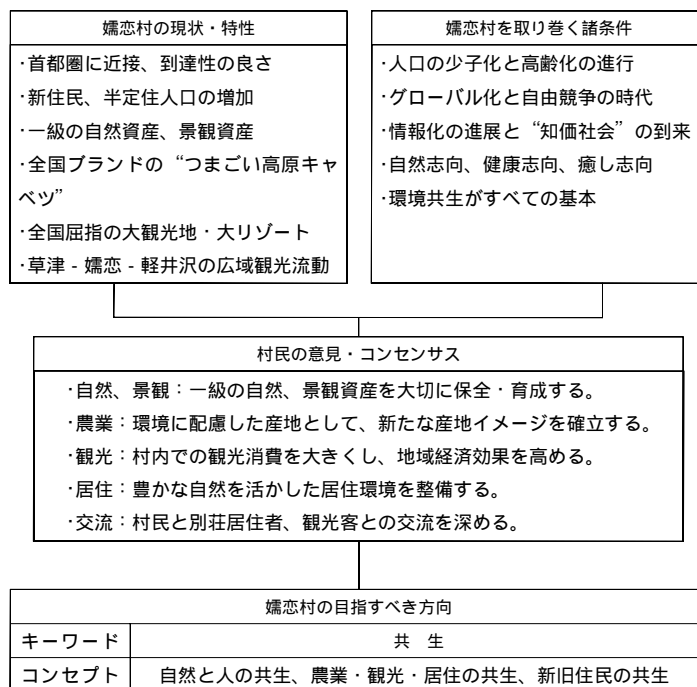 嬬恋村の現状・特性
・首都圏に近接、到達性の良さ
・新住民、半定住人口の増加
・一級の自然資産、景観資産
・全国ブランドの“つまごい高原キャ
ベツ”
・全国屈指の大観光地・大リゾート
・草津－嬬恋－軽井沢の広域観光流動
嬬恋村を取り巻く諸条件
・人口の少子化と高齢化の進行
・グローバル化と自由競争の時代
・情報化の進展と“知価社会”の到来
・自然志向、健康志向、癒し志向
・環境共生がすべての基本
村民の意見・コンセンサス
・自然、景観：一級の自然、景観資産を大切に保全・育成する。
・農業：環境に配慮した産地として、新たな産地イメージを確立する。
・観光：村内での観光消費を大きくし、地域経済効果を高める。
・居住：豊かな自然を活かした居住環境を整備する。
・交流：村民と別荘居住者、観光客との交流を深める。
嬬恋村の目指すべき方向
キーワード 共 生
コンセプト 自然と人の共生、農業・観光・居住の共生、新旧住民の共生